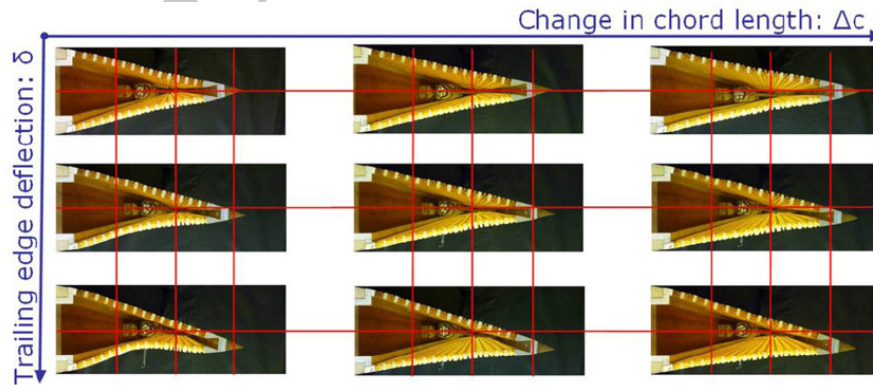 Change in chord length: Δc
Trailing edge deflection: δ